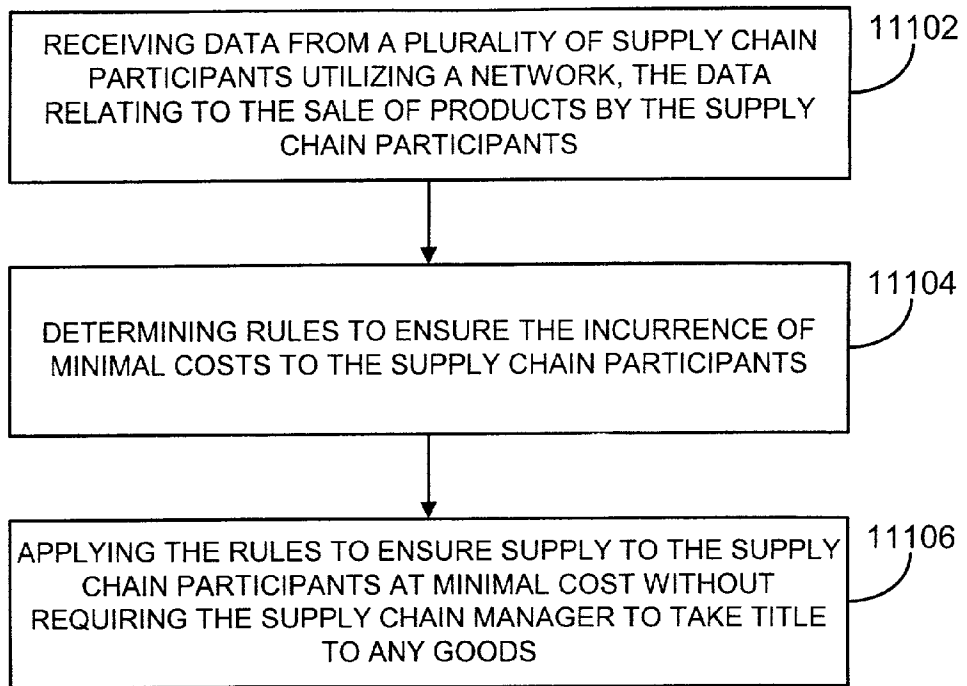 RECEIVING DATA FROM A PLURALITY OF SUPPLY CHAIN
PARTICIPANTS UTILIZING A NETWORK, THE DATA
RELATING TO THE SALE OF PRODUCTS BY THE SUPPLY
CHAIN PARTICIPANTS
11102
DETERMINING RULES TO ENSURE THE INCURRENCE OF
MINIMAL COSTS TO THE SUPPLY CHAIN PARTICIPANTS
11104
APPLYING THE RULES TO ENSURE SUPPLY TO THE SUPPLY
CHAIN PARTICIPANTS AT MINIMAL COST WITHOUT
REQUIRING THE SUPPLY CHAIN MANAGER TO TAKE TITLE
TO ANY GOODS
11106